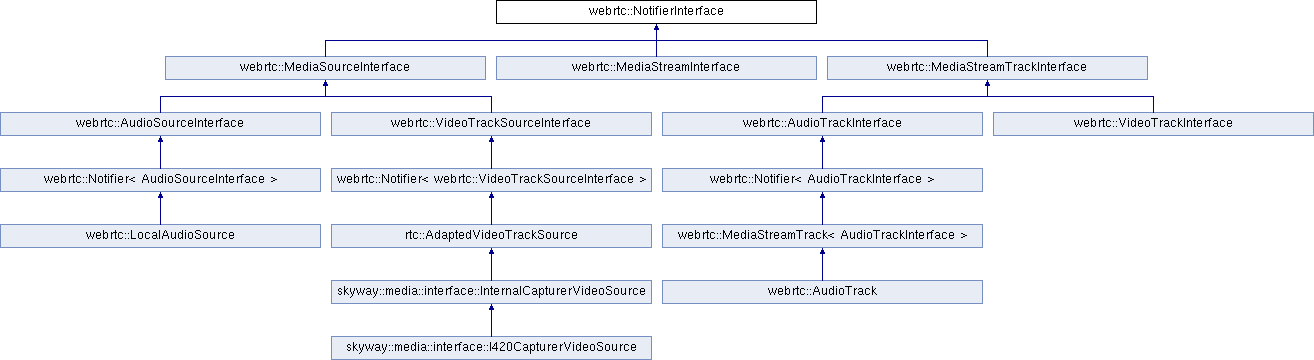 webrtc::NotifierInterface
webrtc::MediaSourceInterface
webrtc::MediaStreamInterface
webrtc::MediaStreamTrackInterface
webrtc::AudioSourceInterface
webrtc::VideoTrackSourceInterface
webrtc::AudioTrackInterface
webrtc::VideoTrackInterface
webrtc::Notifier< AudioSourceInterface >
webrtc::Notifier< webrtc::VideoTrackSourceInterface >
webrtc::Notifier< AudioTrackInterface >
webrtc::LocalAudioSource
rtc::AdaptedVideoTrackSource
webrtc::MediaStreamTrack< AudioTrackInterface >
skyway::media::interface::InternalCapturerVideoSource
webrtc::AudioTrack
skyway::media::interface::I420CapturerVideoSource